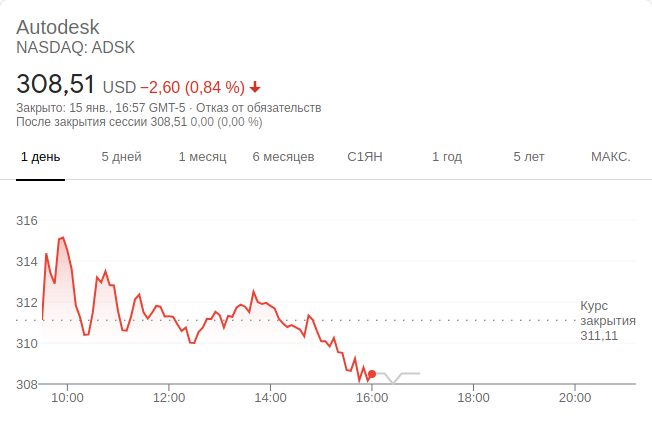 Autodesk
NASDAQ: ADSK
308,51 USD −2,60 (0,84 %)
Закрыто: 15 янв., 16:57 GMT-5 · Отказ от обязательств
После закрытия сессии 308,51 0,00 (0,00 %)
1 день 5 дней 1 месяц 6 месяцев С1ЯН 1 год 5 лет МАКС.
316
314
312
310
308
Курс
закрытия
311,11
10:00 12:00 14:00 16:00 18:00 20:00